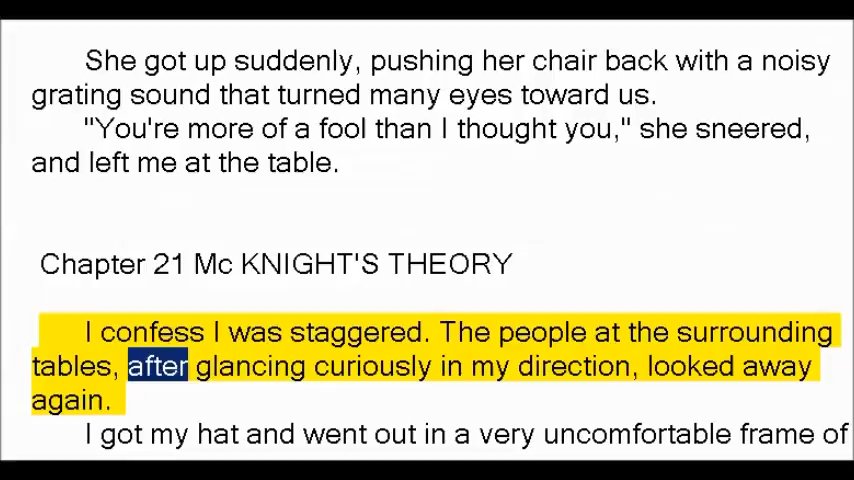 She got up suddenly, pushing her chair back with a noisy
grating sound that turned many eyes toward us.
"You're more of a fool than I thought you," she sneered,
and left me at the table.
Chapter 21 Mc KNIGHT'S THEORY
I confess I was staggered. The people at the surrounding
tables, after glancing curiously in my direction, looked away
again.
I got my hat and went out in a very uncomfortable frame of